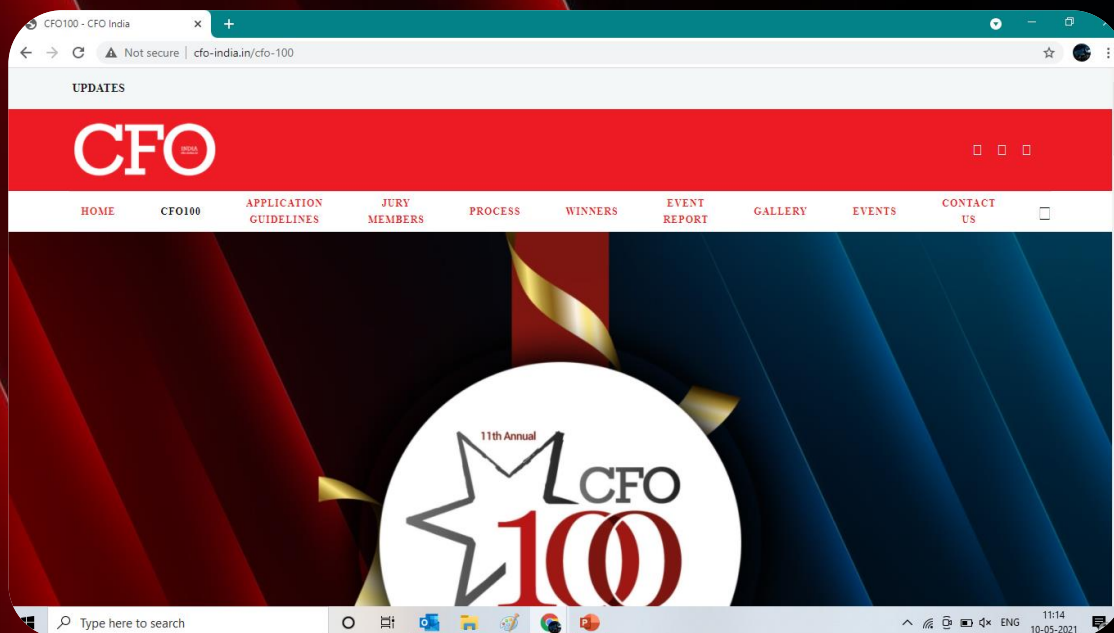 CFO100 - CFO India
Not secure | cfo-india.in/cfo-100
UPDATES
CFO
HOME
CFO100
APPLICATION
GUIDELINES
JURY
MEMBERS
PROCESS
WINNERS
EVENT
REPORT
GALLERY
EVENTS
CONTACT
US
11th Annual
CFO
100
Type here to search
ENG
11:14
10-05-2021